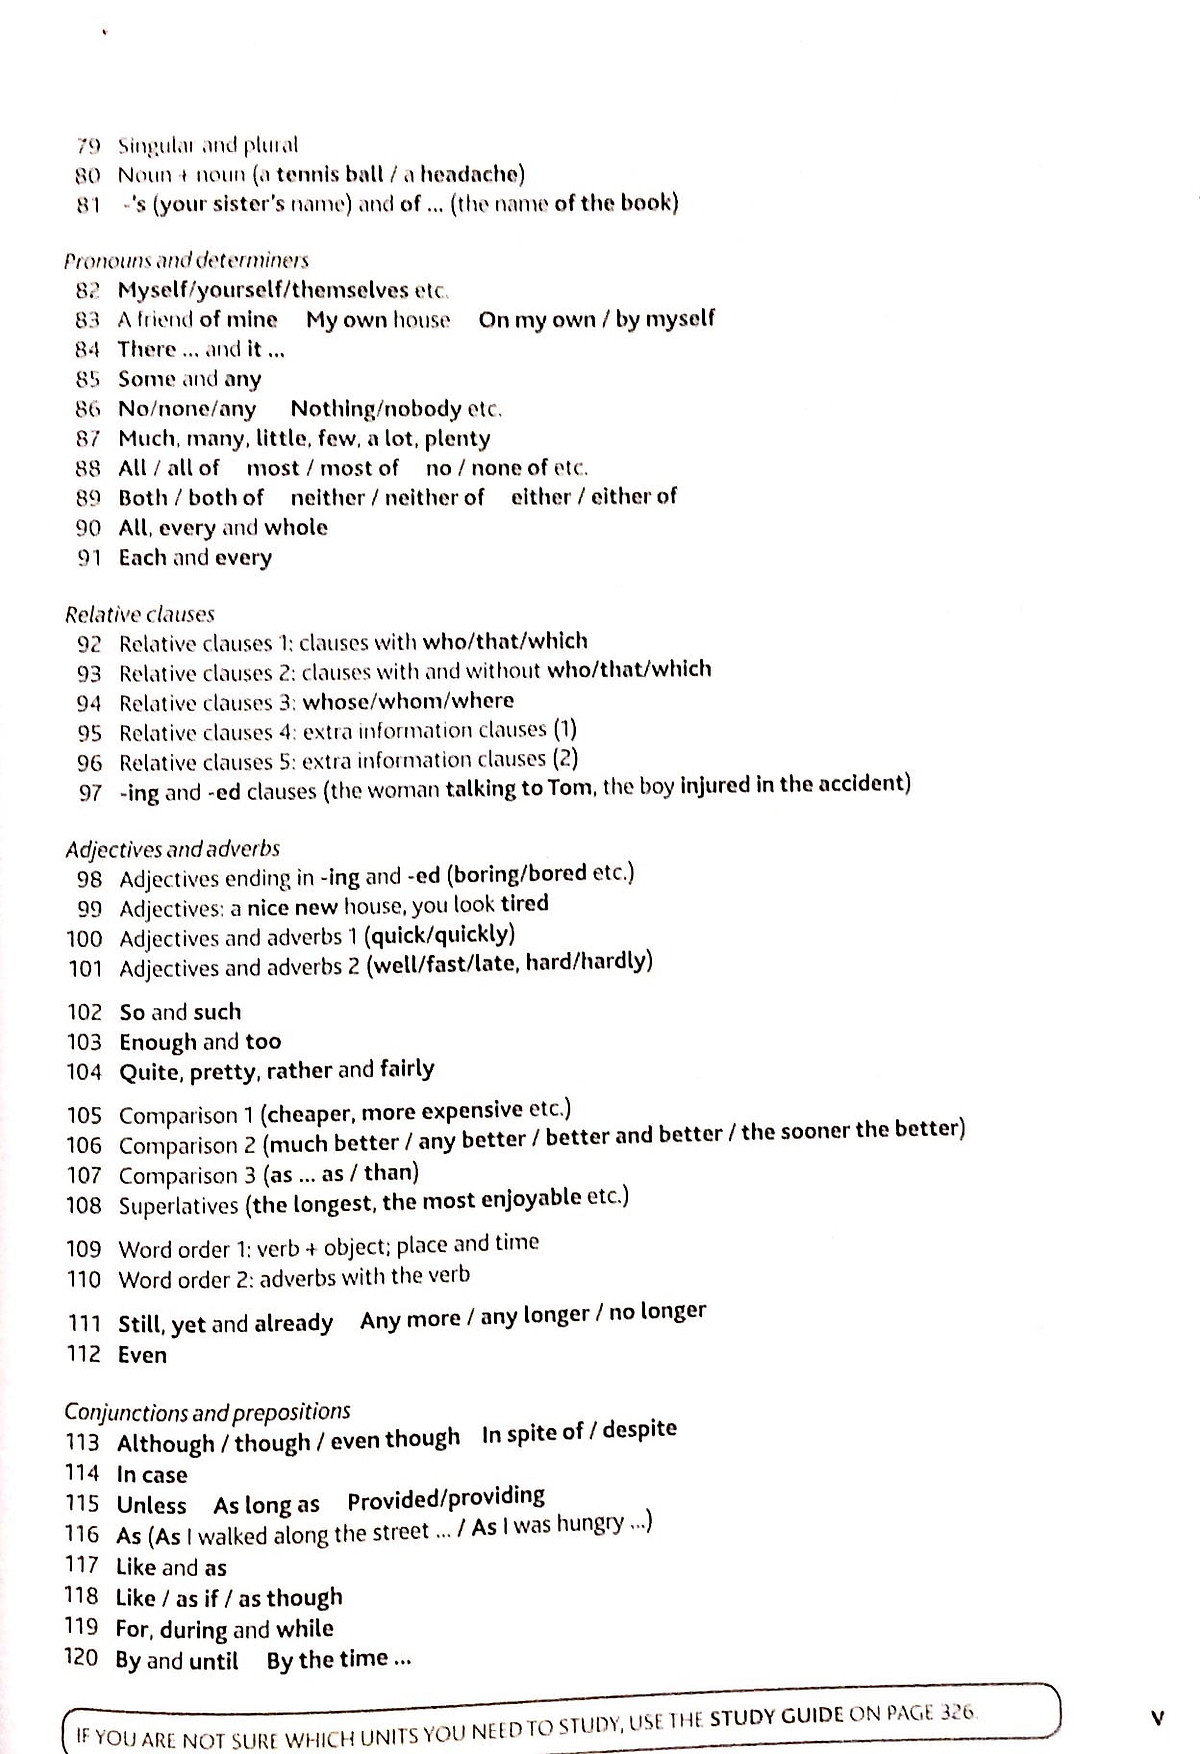 79 Singular and plural
80 Noun + noun (a tennis ball / a headache)
81 -'s (your sister's name) and of ... (the name of the book)
Pronouns and determiners
82 Myself/yourself/themselves etc.
83 A friend of mine My own house On my own / by myself
84 There ... and it ...
85 Some and any
86 No/none/any Nothing/nobody etc.
87 Much, many, little, few, a lot, plenty
88 All / all of most / most of no / none of etc.
89 Both / both of neither / neither of either / either of
90 All, every and whole
91 Each and every
Relative clauses
92 Relative clauses 1: clauses with who/that/which
93 Relative clauses 2: clauses with and without who/that/which
94 Relative clauses 3: whose/whom/where
95 Relative clauses 4: extra information clauses (1)
96 Relative clauses 5: extra information clauses (2)
97 -ing and -ed clauses (the woman talking to Tom, the boy injured in the accident)
Adjectives and adverbs
98 Adjectives ending in -ing and -ed (boring/bored etc.)
99 Adjectives: a nice new house, you look tired
100 Adjectives and adverbs 1 (quick/quickly)
101 Adjectives and adverbs 2 (well/fast/late, hard/hardly)
102 So and such
103 Enough and too
104 Quite, pretty, rather and fairly
105 Comparison 1 (cheaper, more expensive etc.)
106 Comparison 2 (much better / any better / better and better / the sooner the better)
107 Comparison 3 (as ... as / than)
108 Superlatives (the longest, the most enjoyable etc.)
109 Word order 1: verb + object; place and time
110 Word order 2: adverbs with the verb
111 Still, yet and already Any more / any longer / no longer
112 Even
Conjunctions and prepositions
113 Although / though / even though In spite of / despite
114 In case
115 Unless As long as Provided/providing
116 As (As I walked along the street ... / As I was hungry ...)
117 Like and as
118 Like / as if / as though
119 For, during and while
120 By and until By the time ...
IF YOU ARE NOT SURE WHICH UNITS YOU NEED TO STUDY, USE THE STUDY GUIDE ON PAGE 326.
v